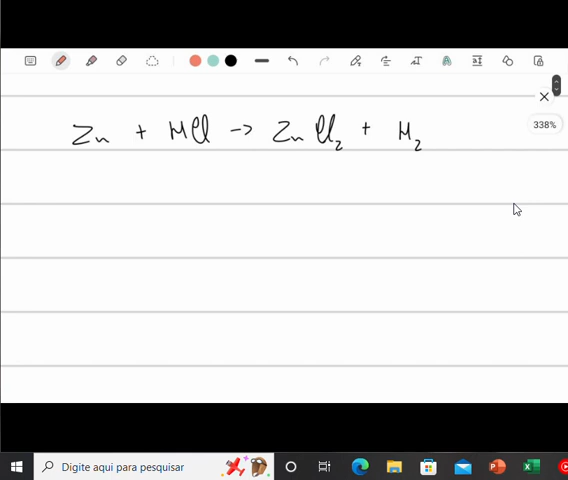 338%
Zn + HCl → ZnCl₂ + H₂
Digite aqui para pesquisar